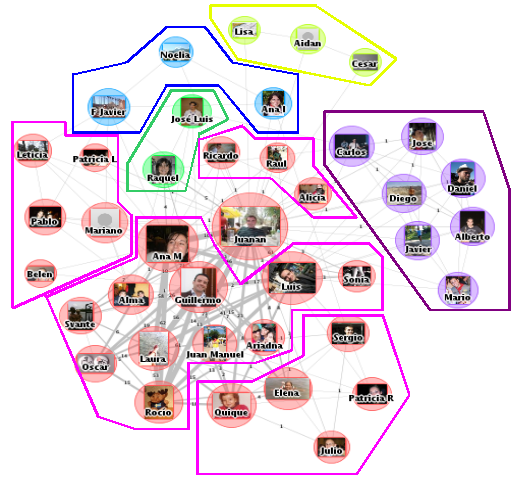 Lisa
Aidan
Cesar
Noelia
F Javier
Ana I
José Luis
Raquel
Ricardo
Raul
Alicia
Carlos
Jose
Daniel
Diego
Alberto
Javier
Mario
Leticia
Patricia L
Pablo
Mariano
Belén
Juanan
Ana M
Guillermo
Luis
Sonia
Alma
Svante
Oscar
Laura
Juan Manuel
Ariadna
Rocío
Sergio
Elena
Quique
Patricia R
Julio